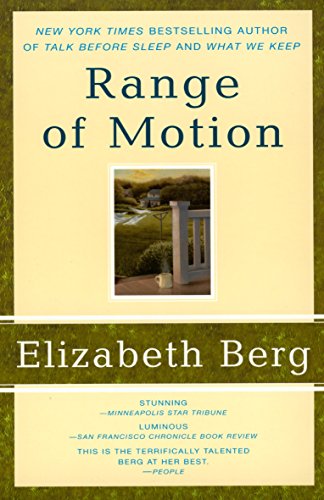 NEW YORK TIMES BESTSELLING AUTHOR
OF TALK BEFORE SLEEP AND WHAT WE KEEP
Range
of Motion
Elizabeth Berg
STUNNING
—MINNEAPOLIS STAR TRIBUNE
LUMINOUS
—SAN FRANCISCO CHRONICLE BOOK REVIEW
THIS IS THE TERRIFICALLY TALENTED
BERG AT HER BEST.
—PEOPLE